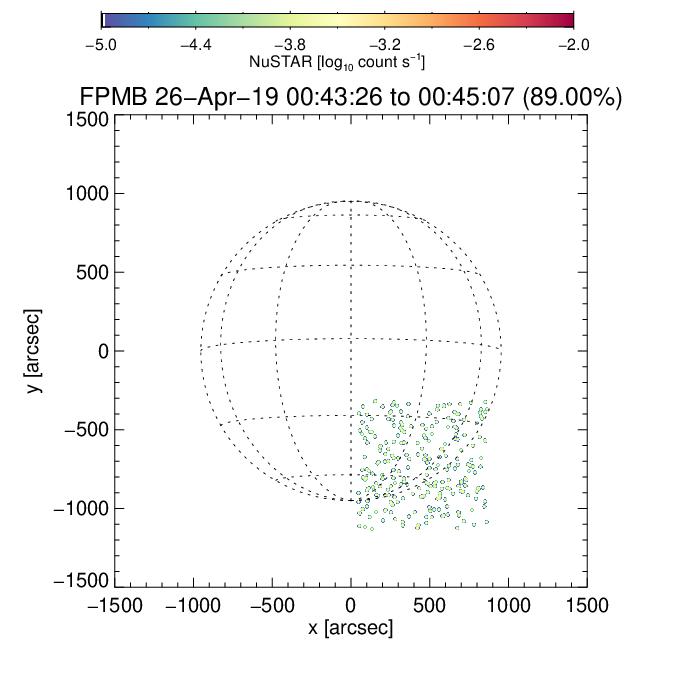 −5.0 −4.4 −3.8 −3.2 −2.6 −2.0
NuSTAR [log₁₀ count s⁻¹]
FPMB 26−Apr−19 00:43:26 to 00:45:07 (89.00%)
1500
1000
500
0
−500
−1000
−1500
y [arcsec]
−1500 −1000 −500 0 500 1000 1500
x [arcsec]